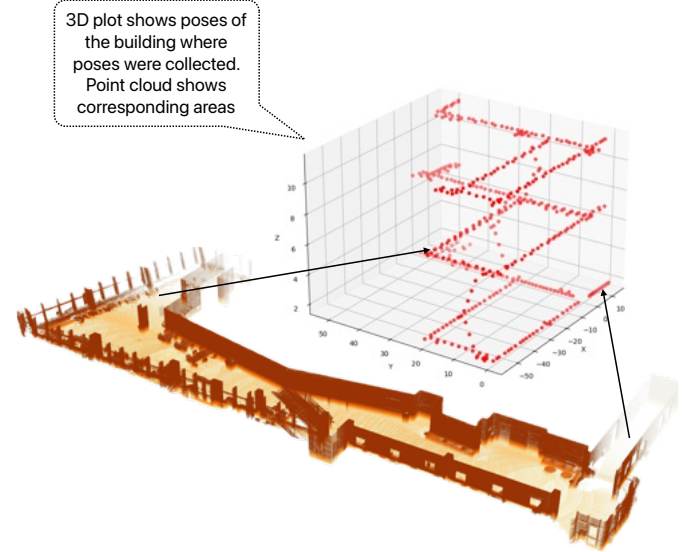 3D plot shows poses of
the building where
poses were collected.
Point cloud shows
corresponding areas
10
8
6
4
2
Z
50
40
30
20
10
0
Y
10
0
−10
−20
−30
−40
−50
X